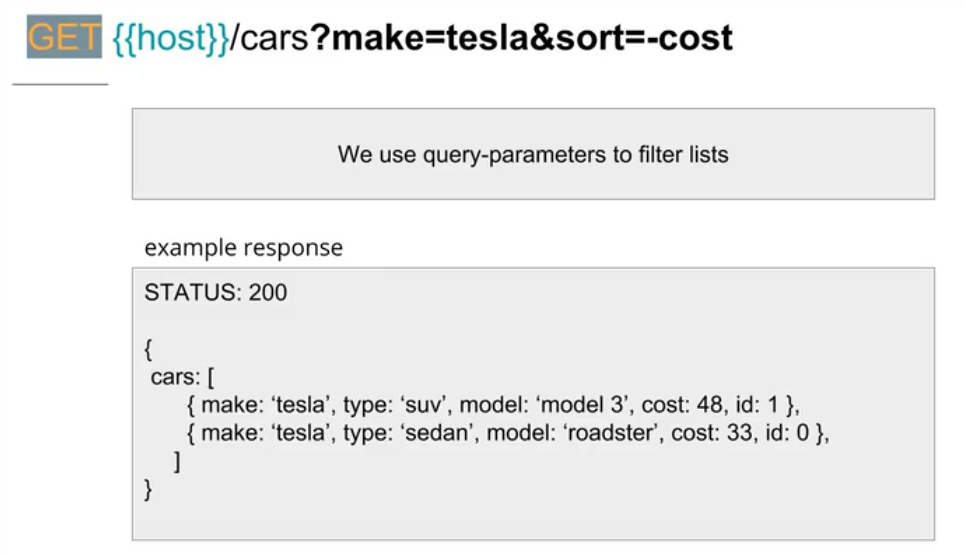 GET {{host}}/cars?make=tesla&sort=-cost
We use query-parameters to filter lists
example response
STATUS: 200
{
cars: [
{ make: ‘tesla’, type: ‘suv’, model: ‘model 3’, cost: 48, id: 1 },
{ make: ‘tesla’, type: ‘sedan’, model: ‘roadster’, cost: 33, id: 0 },
]
}